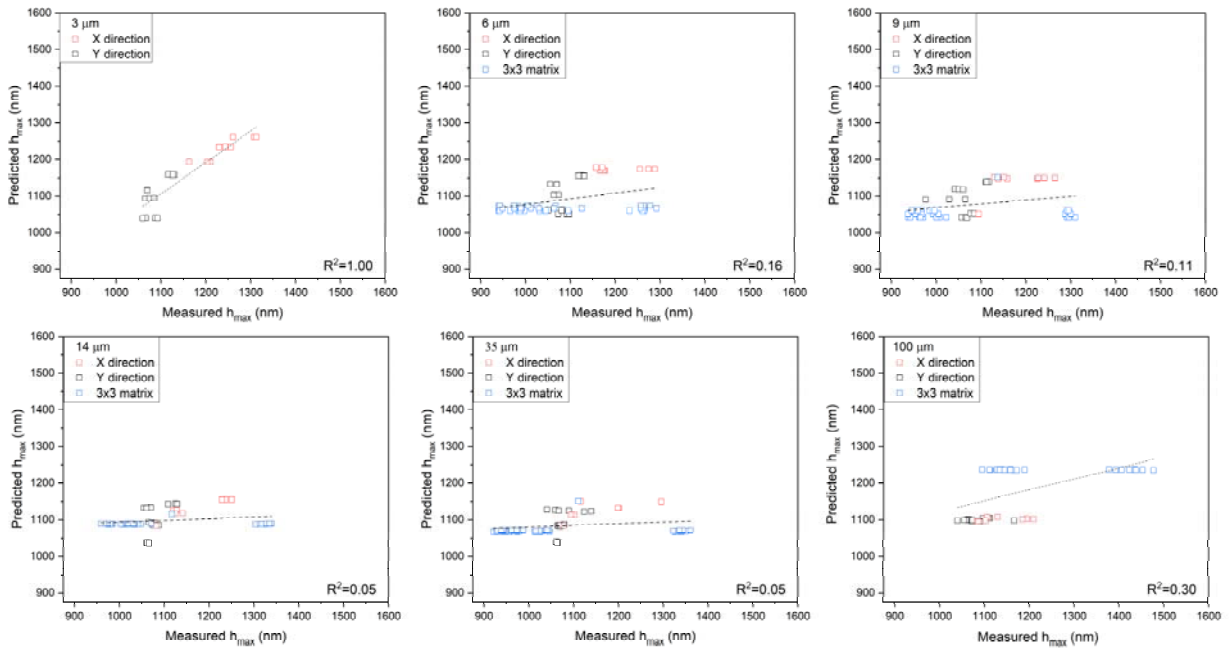 3 μm
X direction
Y direction
Predicted hmax (nm)
1600
1500
1400
1300
1200
1100
1000
900
R²=1.00
900 1000 1100 1200 1300 1400 1500 1600
Measured hmax (nm)
6 μm
X direction
Y direction
3x3 matrix
Predicted hmax (nm)
1600
1500
1400
1300
1200
1100
1000
900
R²=0.16
900 1000 1100 1200 1300 1400 1500 1600
Measured hmax (nm)
9 μm
X direction
Y direction
3x3 matrix
Predicted hmax (nm)
1600
1500
1400
1300
1200
1100
1000
900
R²=0.11
900 1000 1100 1200 1300 1400 1500 1600
Measured hmax (nm)
14 μm
X direction
Y direction
3x3 matrix
Predicted hmax (nm)
1600
1500
1400
1300
1200
1100
1000
900
R²=0.05
900 1000 1100 1200 1300 1400 1500 1600
Measured hmax (nm)
35 μm
X direction
Y direction
3x3 matrix
Predicted hmax (nm)
1600
1500
1400
1300
1200
1100
1000
900
R²=0.05
900 1000 1100 1200 1300 1400 1500 1600
Measured hmax (nm)
100 μm
X direction
Y direction
3x3 matrix
Predicted hmax (nm)
1600
1500
1400
1300
1200
1100
1000
900
R²=0.30
900 1000 1100 1200 1300 1400 1500 1600
Measured hmax (nm)